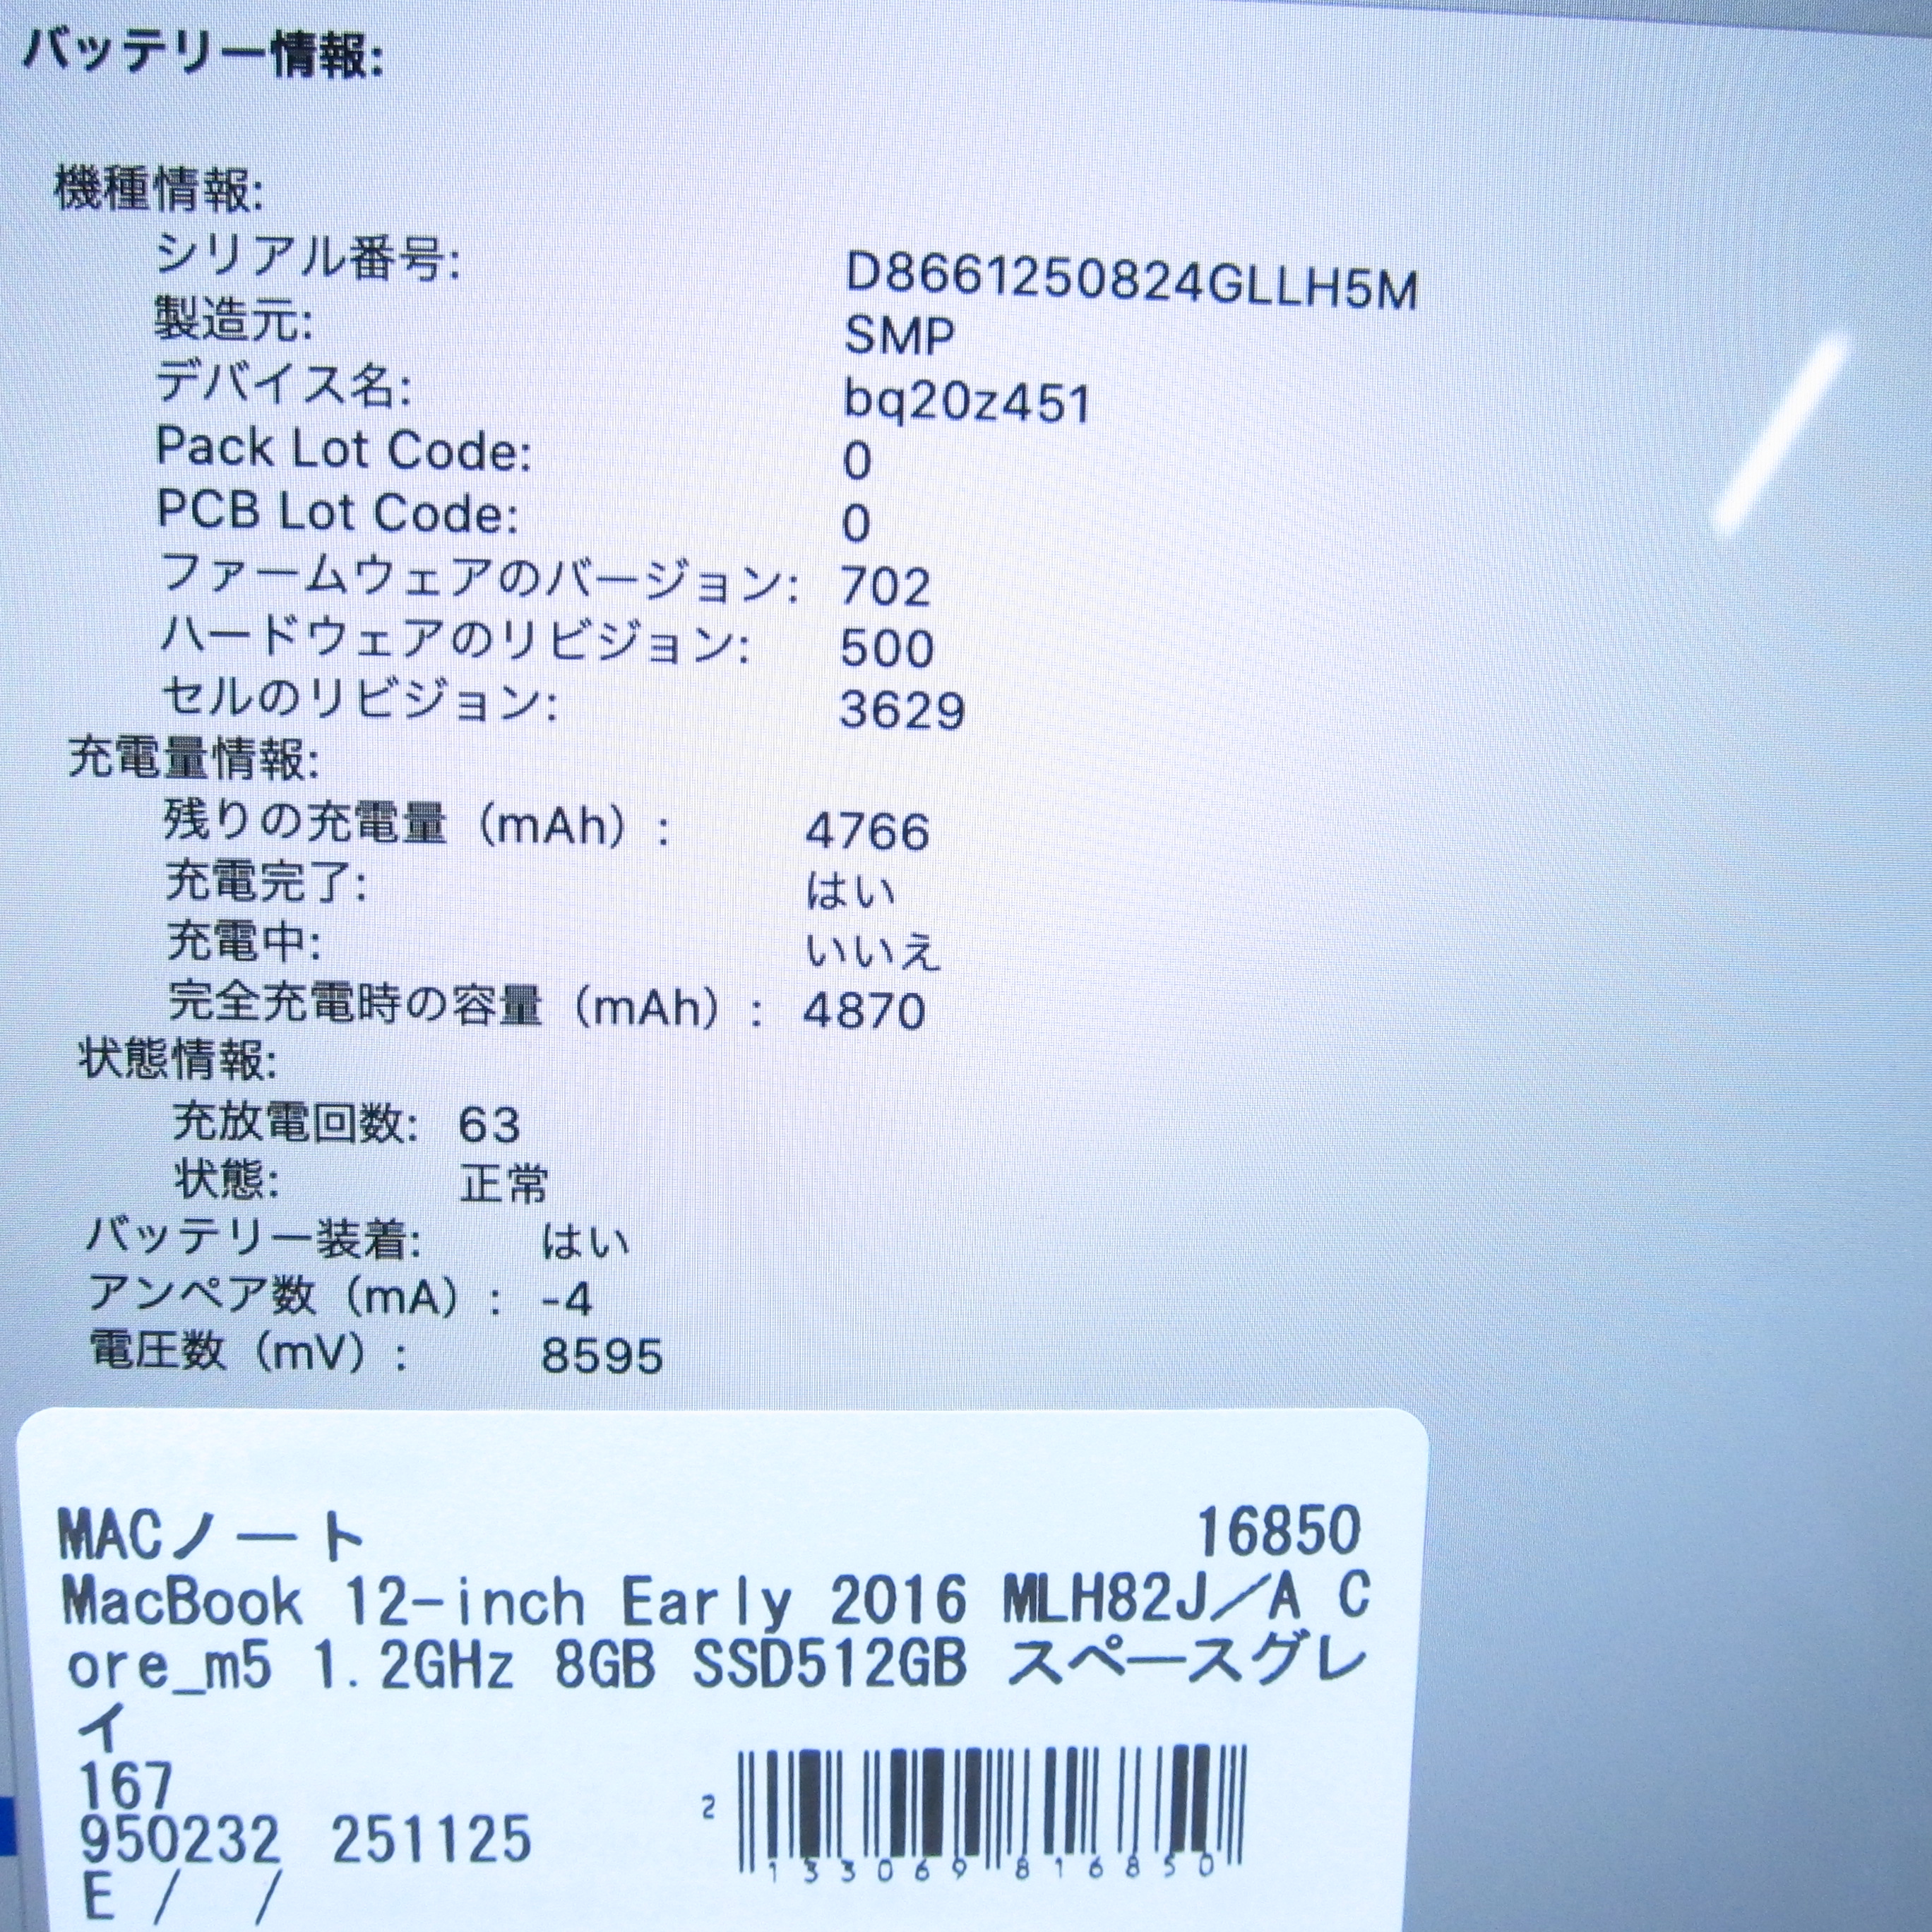 バッテリー情報:
機種情報:
シリアル番号: D8661250824GLLH5M
製造元: SMP
デバイス名: bq20z451
Pack Lot Code: 0
PCB Lot Code: 0
ファームウェアのバージョン: 702
ハードウェアのリビジョン: 500
セルのリビジョン: 3629
充電量情報:
残りの充電量（mAh）: 4766
充電完了: はい
充電中: いいえ
完全充電時の容量（mAh）: 4870
状態情報:
充放電回数: 63
状態: 正常
バッテリー装着: はい
アンペア数（mA）: -4
電圧数（mV）: 8595
MACノート 16850
MacBook 12-inch Early 2016 MLH82J／A C
ore_m5 1.2GHz 8GB SSD512GB スペースグレ
イ
167
950232 251125
E / /
2 133069 816850